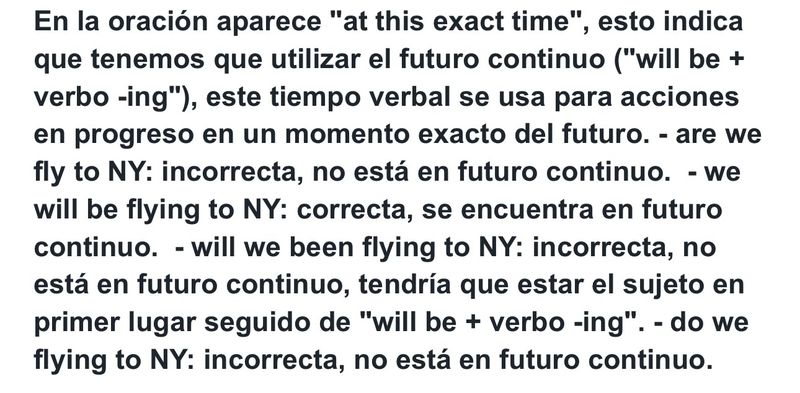 En la oración aparece "at this exact time", esto indica
que tenemos que utilizar el futuro continuo ("will be +
verbo -ing"), este tiempo verbal se usa para acciones
en progreso en un momento exacto del futuro. - are we
fly to NY: incorrecta, no está en futuro continuo.  - we
will be flying to NY: correcta, se encuentra en futuro
continuo.  - will we been flying to NY: incorrecta, no
está en futuro continuo, tendría que estar el sujeto en
primer lugar seguido de "will be + verbo -ing". - do we
flying to NY: incorrecta, no está en futuro continuo.